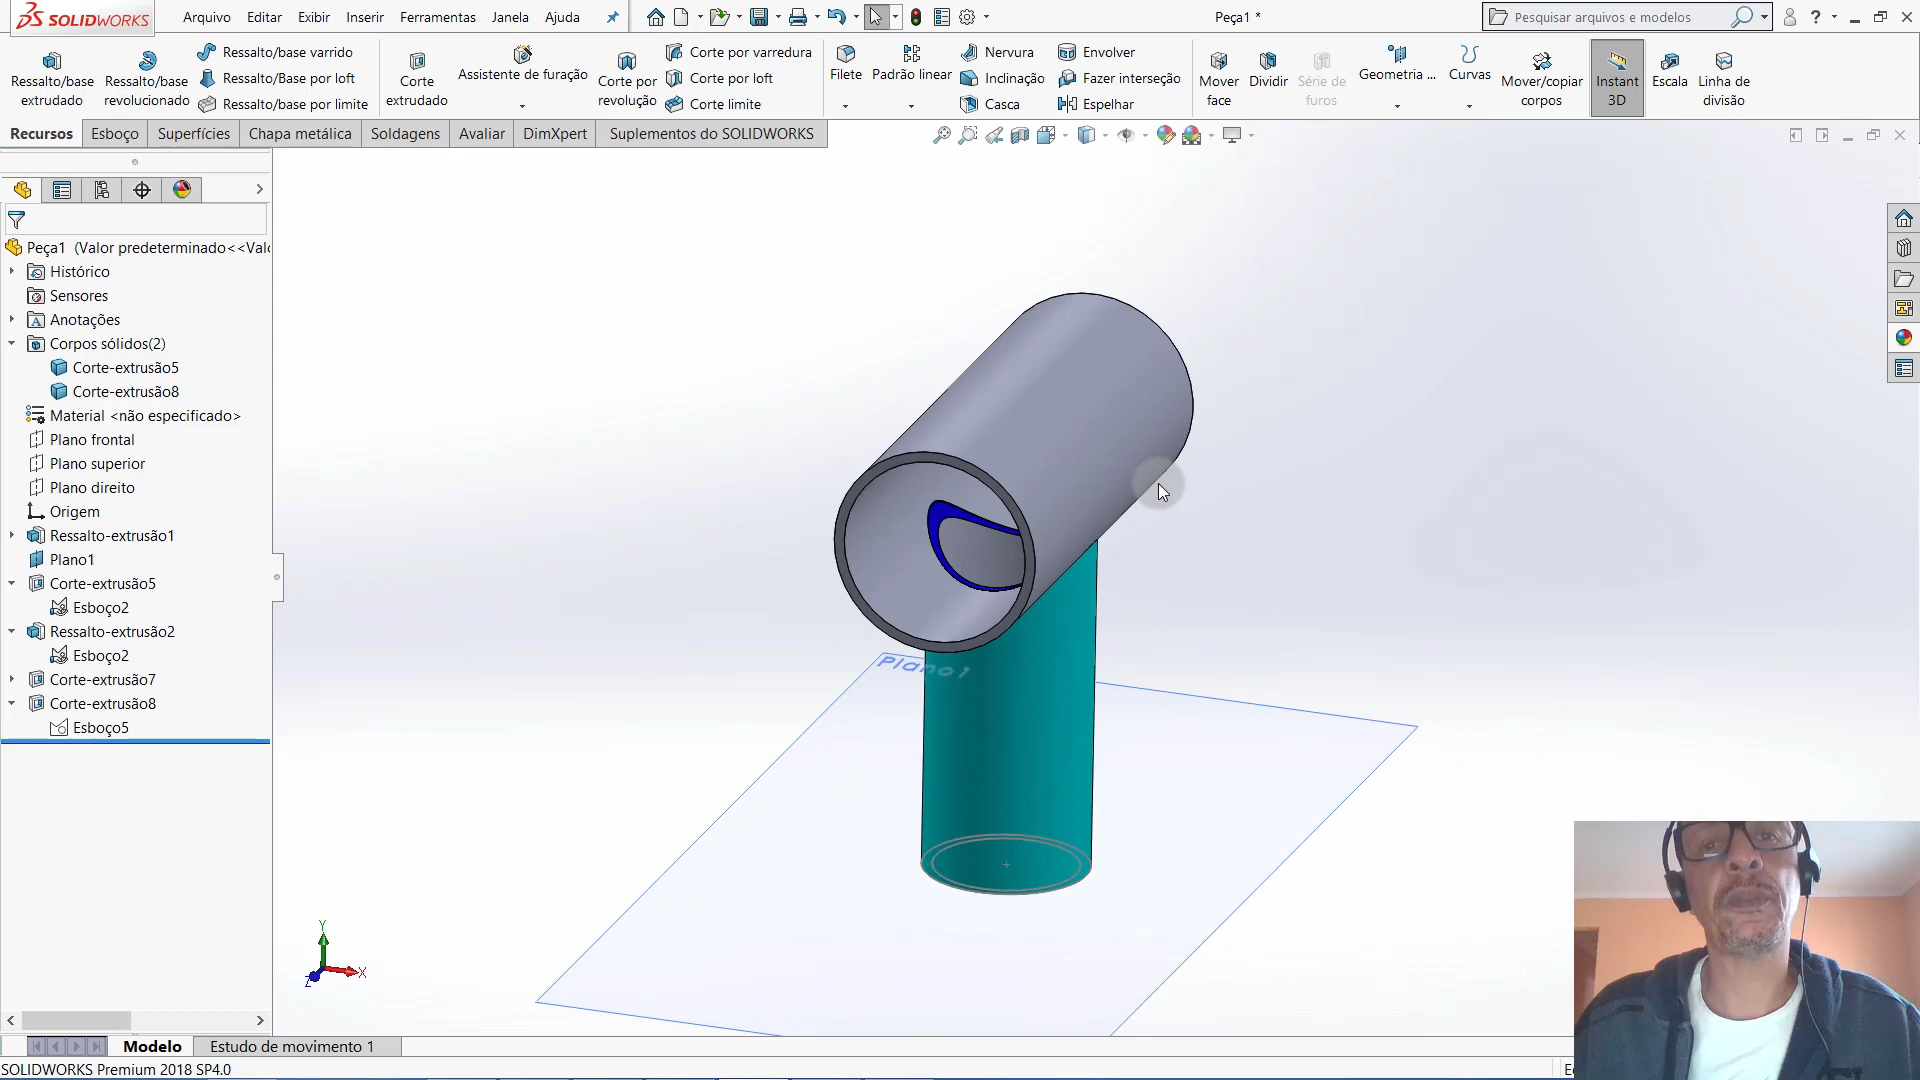 SOLIDWORKS
Arquivo Editar Exibir Inserir Ferramentas Janela Ajuda
Peça1 *
Pesquisar arquivos e modelos
Ressalto/base extrudado
Ressalto/base revolucionado
Ressalto/base varrido
Ressalto/Base por loft
Ressalto/base por limite
Corte extrudado
Assistente de furação
Corte por revolução
Corte por varredura
Corte por loft
Corte limite
Filete
Padrão linear
Nervura
Inclinação
Casca
Envolver
Fazer interseção
Espelhar
Mover face
Dividir
Série de furos
Geometria ...
Curvas
Mover/copiar corpos
Instant 3D
Escala
Linha de divisão
Recursos Esboço Superfícies Chapa metálica Soldagens Avaliar DimXpert Suplementos do SOLIDWORKS
Peça1 (Valor predeterminado<<Valo
Histórico
Sensores
Anotações
Corpos sólidos(2)
Corte-extrusão5
Corte-extrusão8
Material <não especificado>
Plano frontal
Plano superior
Plano direito
Origem
Ressalto-extrusão1
Plano1
Corte-extrusão5
Esboço2
Ressalto-extrusão2
Esboço2
Corte-extrusão7
Corte-extrusão8
Esboço5
Plano1
Y
X
Z
Modelo Estudo de movimento 1
SOLIDWORKS Premium 2018 SP4.0